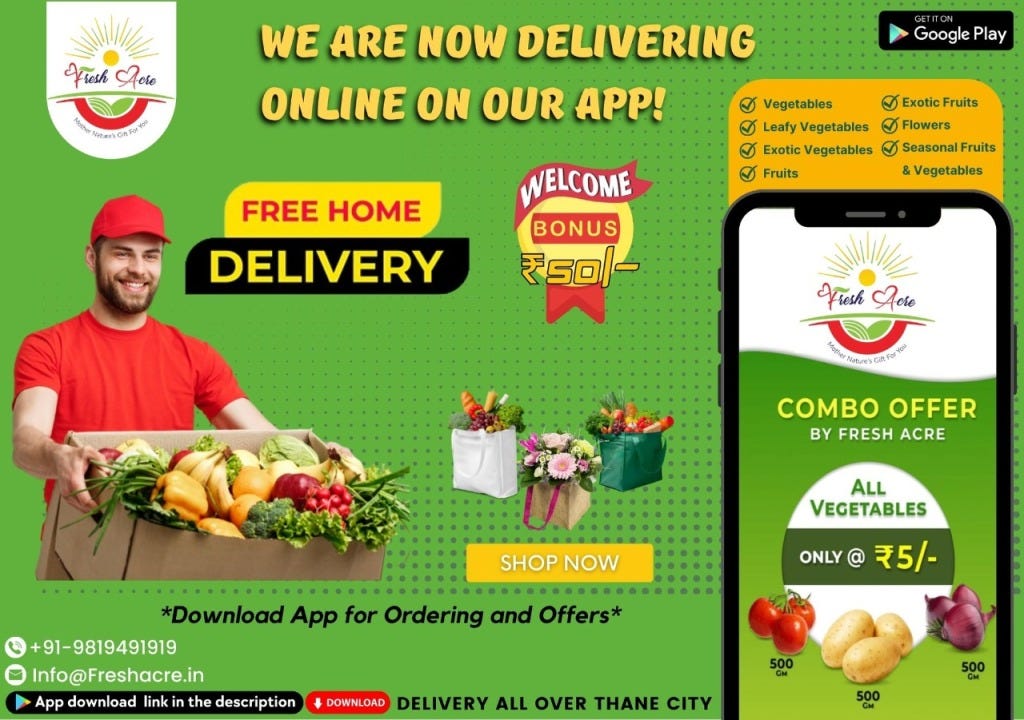 Fresh Acre
Mother Nature's Gift For You
WE ARE NOW DELIVERING
ONLINE ON OUR APP!
GET IT ON
Google Play
Vegetables
Leafy Vegetables
Exotic Vegetables
Fruits
Exotic Fruits
Flowers
Seasonal Fruits
& Vegetables
FREE HOME
DELIVERY
WELCOME
BONUS
₹50/-
Fresh Acre
Mother Nature's Gift For You
COMBO OFFER
BY FRESH ACRE
ALL
VEGETABLES
ONLY @ ₹5/-
500
GM
500
GM
500
GM
SHOP NOW
*Download App for Ordering and Offers*
+91-9819491919
Info@Freshacre.in
App download link in the description
DOWNLOAD
DELIVERY ALL OVER THANE CITY